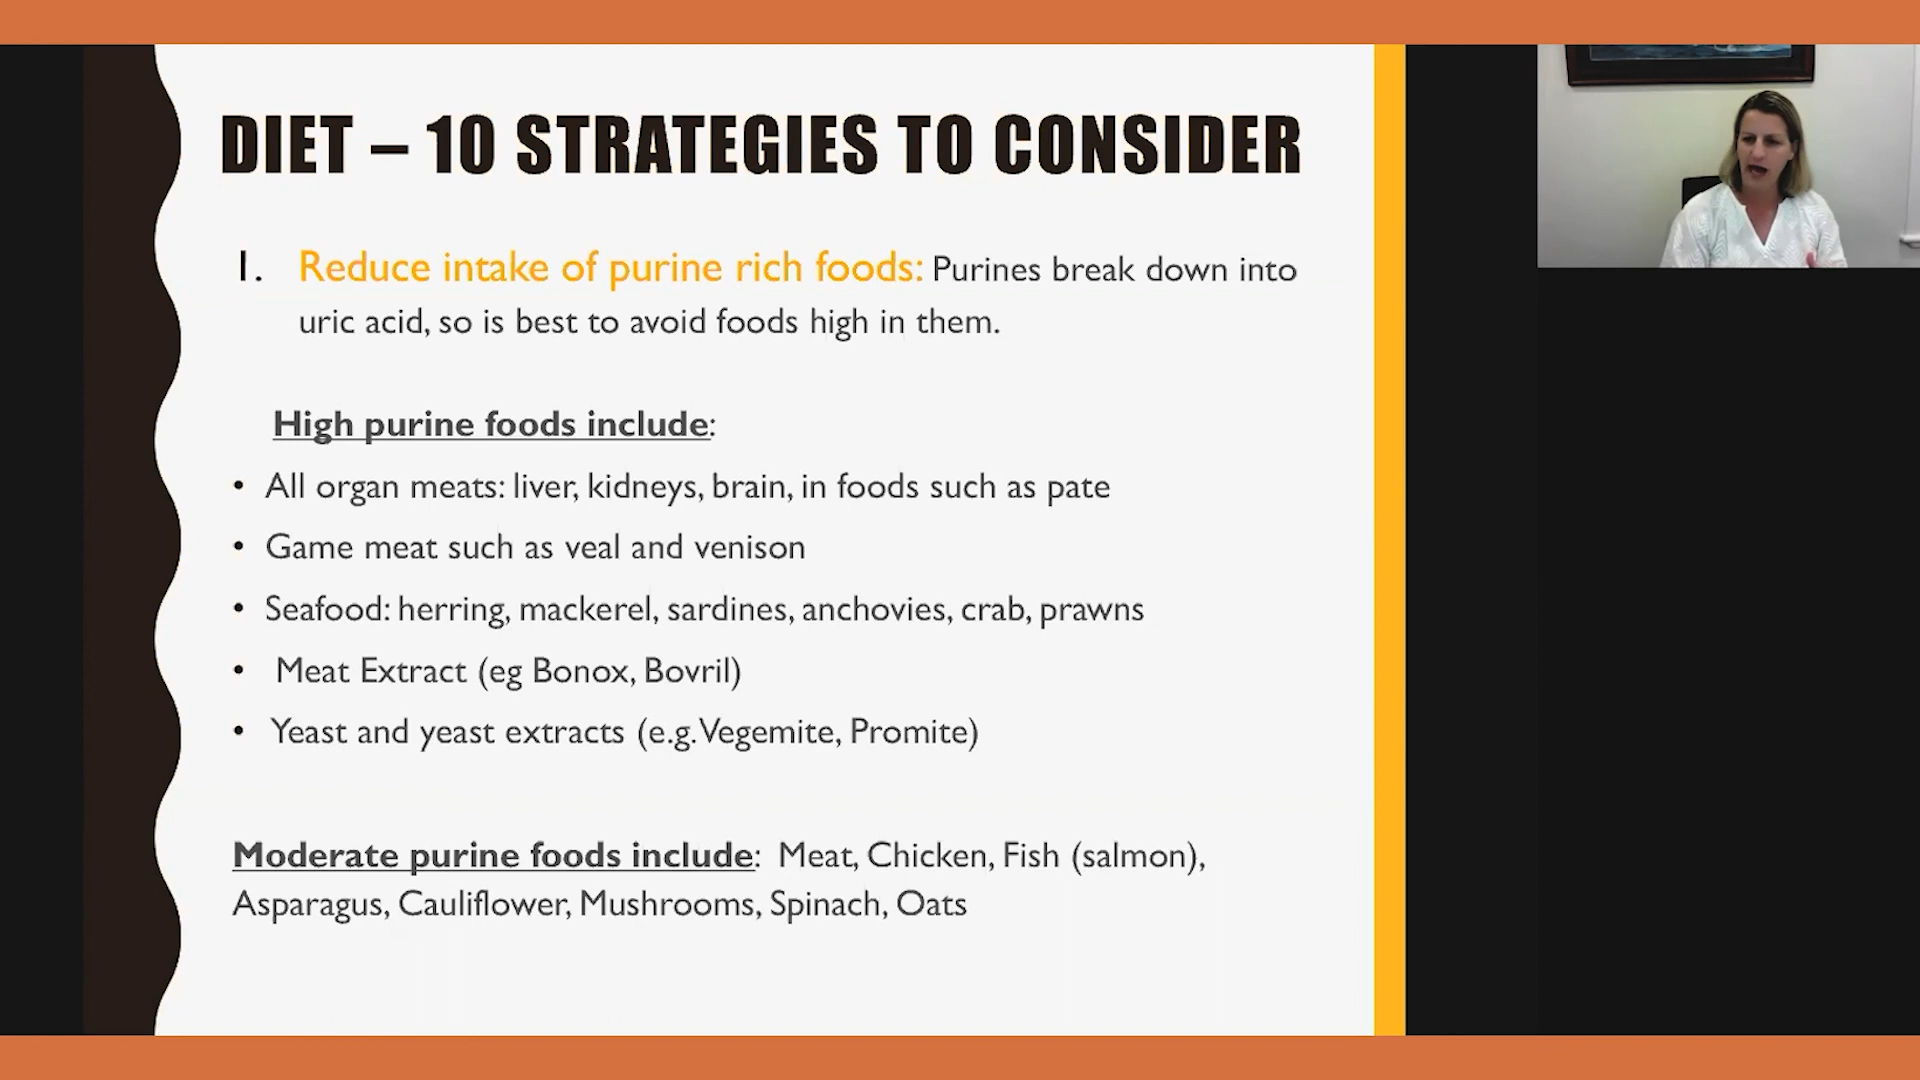 DIET – 10 STRATEGIES TO CONSIDER
1. Reduce intake of purine rich foods: Purines break down into
uric acid, so is best to avoid foods high in them.
High purine foods include:
• All organ meats: liver, kidneys, brain, in foods such as pate
• Game meat such as veal and venison
• Seafood: herring, mackerel, sardines, anchovies, crab, prawns
• Meat Extract (eg Bonox, Bovril)
• Yeast and yeast extracts (e.g. Vegemite, Promite)
Moderate purine foods include: Meat, Chicken, Fish (salmon),
Asparagus, Cauliflower, Mushrooms, Spinach, Oats